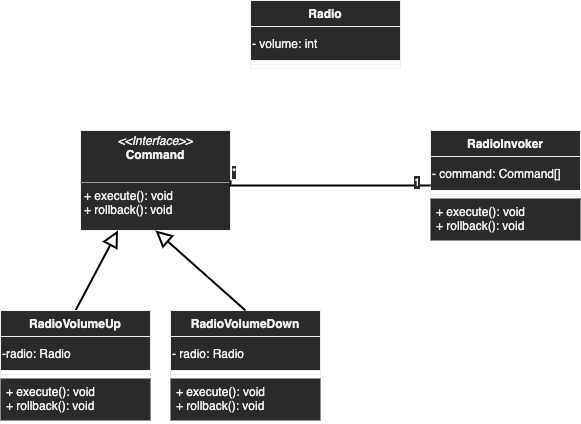 Radio
- volume: int
<<Interface>>
Command
+ execute(): void
+ rollback(): void
*
1
RadioInvoker
- command: Command[]
+ execute(): void
+ rollback(): void
RadioVolumeUp
-radio: Radio
+ execute(): void
+ rollback(): void
RadioVolumeDown
- radio: Radio
+ execute(): void
+ rollback(): void